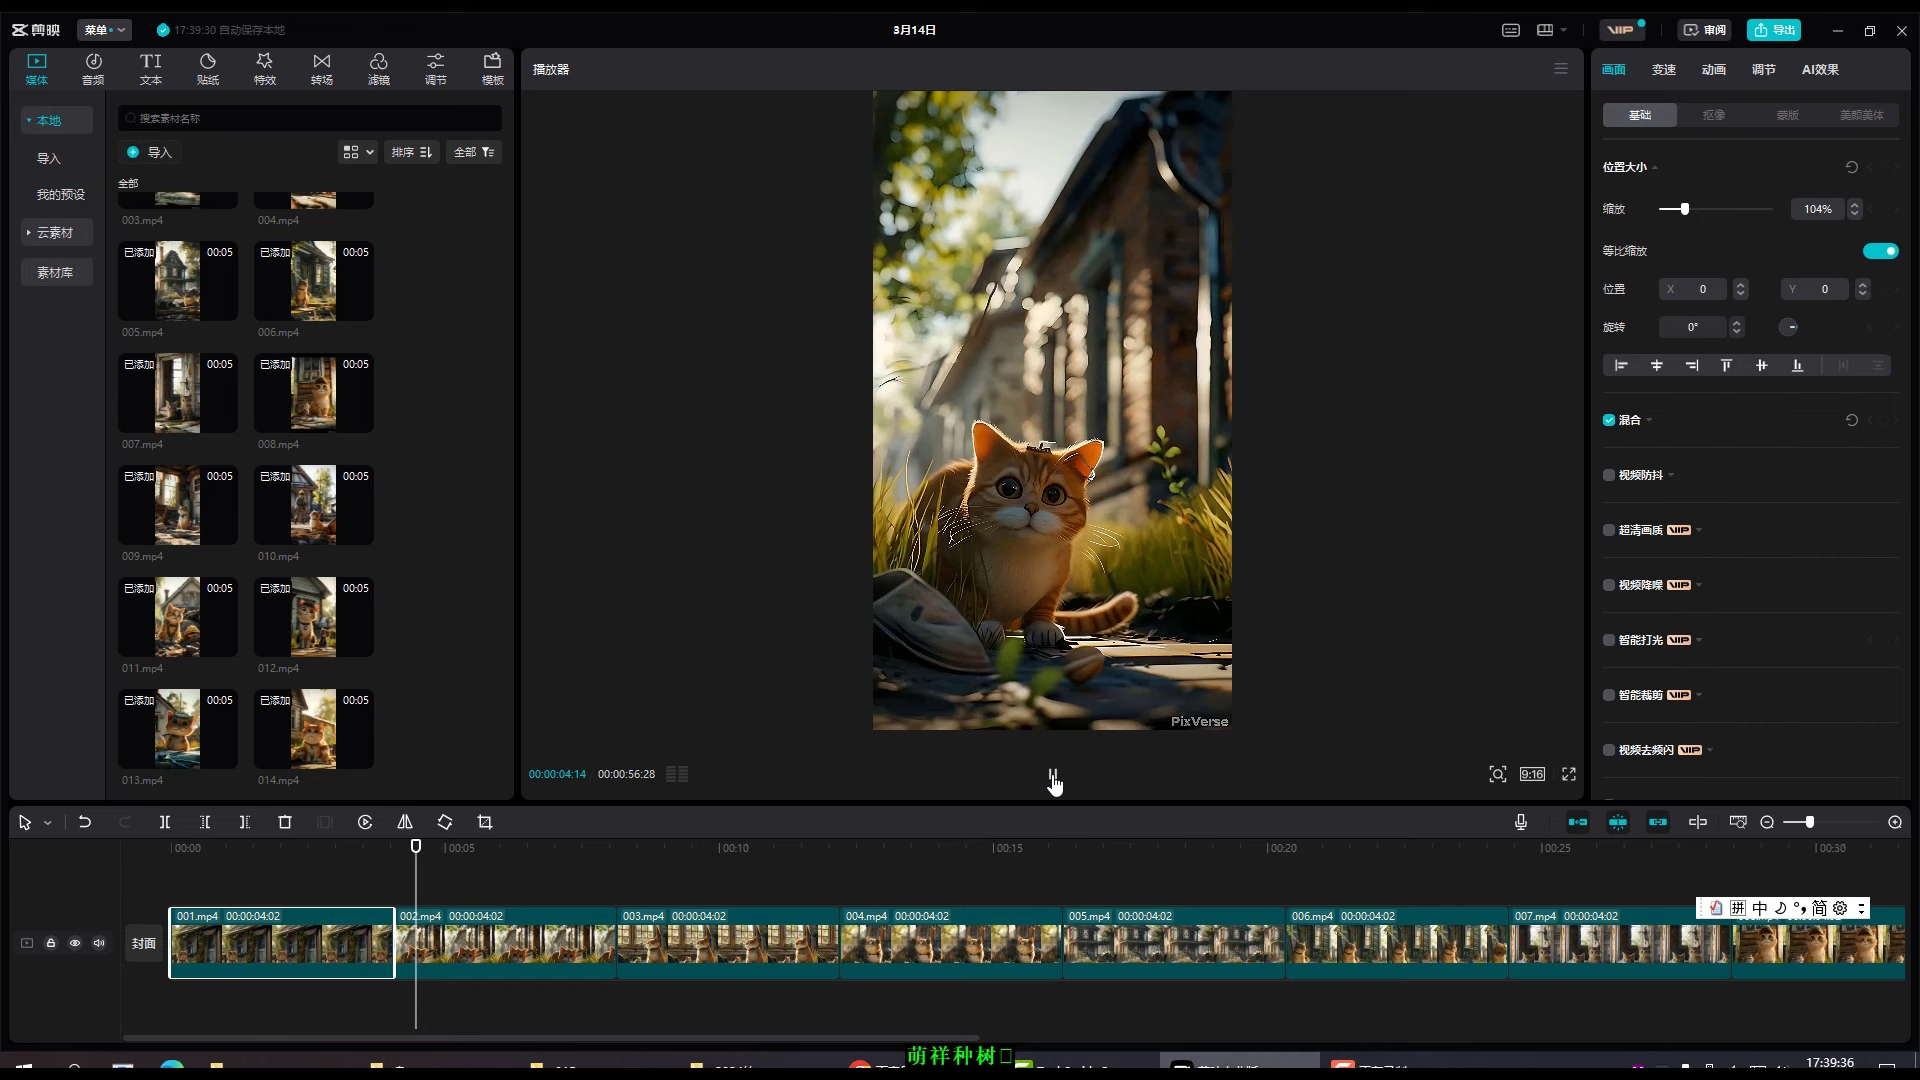 剪映
菜单
17:39:30 自动保存本地
3月14日
VIP
审阅
导出
媒体
音频
文本
贴纸
特效
转场
滤镜
调节
模板
播放器
画面
变速
动画
调节
AI效果
本地
导入
我的预设
云素材
素材库
搜索素材名称
导入
排序
全部
全部
003.mp4
004.mp4
已添加 00:05
已添加 00:05
005.mp4
006.mp4
已添加 00:05
已添加 00:05
007.mp4
008.mp4
已添加 00:05
已添加 00:05
009.mp4
010.mp4
已添加 00:05
已添加 00:05
011.mp4
012.mp4
已添加 00:05
已添加 00:05
013.mp4
014.mp4
PixVerse
00:00:04:14 00:00:56:28
9:16
基础
抠像
蒙版
美颜美体
位置大小
缩放
104%
等比缩放
位置
X 0
Y 0
旋转
0°
混合
视频防抖
超清画质 VIP
视频降噪 VIP
智能打光 VIP
智能裁剪 VIP
视频去频闪 VIP
00:00
00:05
00:10
00:15
00:20
00:25
00:30
封面
001.mp4 00:00:04:02
002.mp4 00:00:04:02
003.mp4 00:00:04:02
004.mp4 00:00:04:02
005.mp4 00:00:04:02
006.mp4 00:00:04:02
007.mp4 00:00:04:02
拼 中 简
萌祥种树
17:39:36